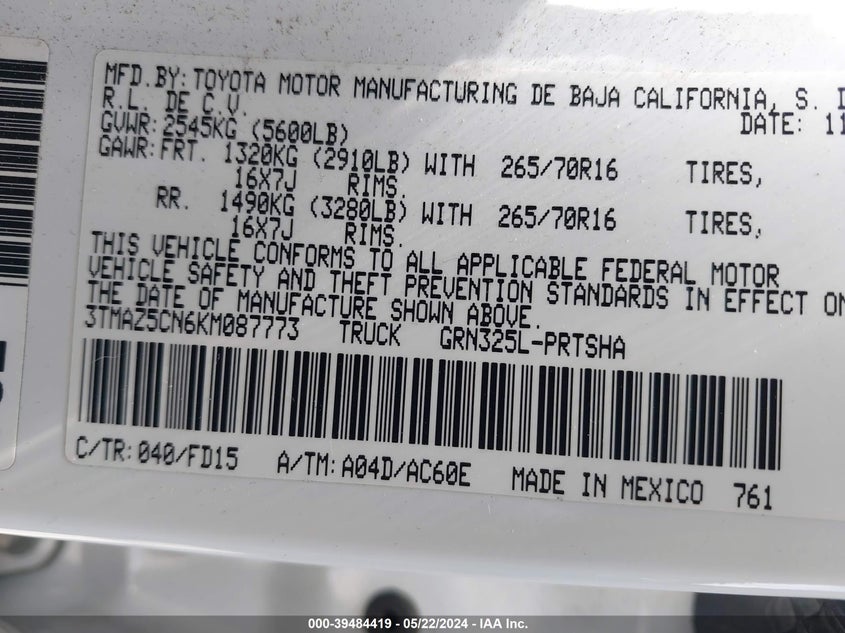 MFD.BY: TOYOTA MOTOR MANUFACTURING DE BAJA CALIFORNIA, S.
R.L. DE C.V.
DATE: 11
GVWR: 2545KG (5600LB)
GAWR: FRT. 1320KG (2910LB) WITH 265/70R16 TIRES,
16X7J RIMS.
RR. 1490KG (3280LB) WITH 265/70R16 TIRES,
16X7J RIMS.
THIS VEHICLE CONFORMS TO ALL APPLICABLE FEDERAL MOTOR
VEHICLE SAFETY AND THEFT PREVENTION STANDARDS IN EFFECT ON
THE DATE OF MANUFACTURE SHOWN ABOVE.
3TMAZ5CN6KM087773 TRUCK GRN325L-PRTSHA
C/TR: 040/FD15 A/TM: A04D/AC60E MADE IN MEXICO 761
000-39484419 - 05/22/2024 - IAA Inc.